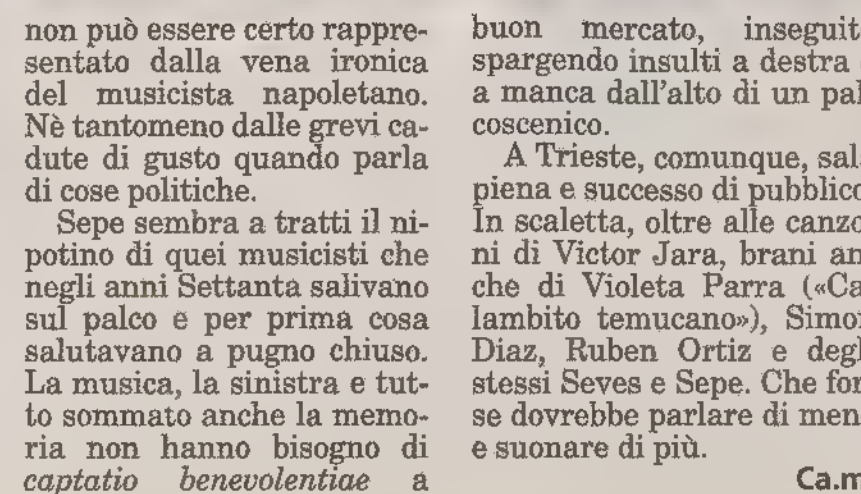 non può essere certo rappre-
sentato dalla vena ironica
del musicista napoletano.
Nè tantomeno dalle grevi ca-
dute di gusto quando parla
di cose politiche.
Sepe sembra a tratti il ni-
potino di quei musicisti che
negli anni Settanta salivano
sul palco e per prima cosa
salutavano a pugno chiuso.
La musica, la sinistra e tut-
to sommato anche la memo-
ria non hanno bisogno di
captatio benevolentiae a
buon mercato, inseguit
spargendo insulti a destra
a manca dall'alto di un pal
coscenico.
A Trieste, comunque, sal
piena e successo di pubblico
In scaletta, oltre alle canzo
ni di Victor Jara, brani an
che di Violeta Parra («Ca
lambito temucano»), Simon
Diaz, Ruben Ortiz e degl
stessi Seves e Sepe. Che for
se dovrebbe parlare di men
e suonare di più.
Ca.m